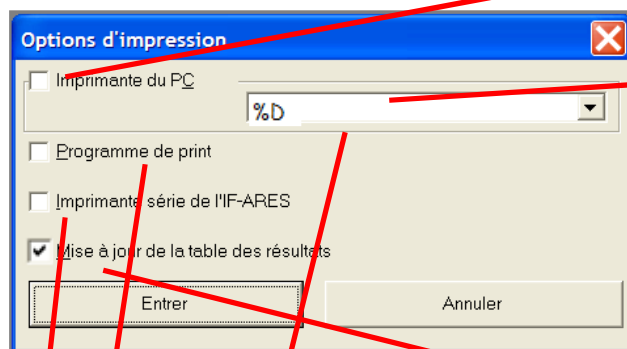 Options d'impression
Imprimante du PC
%D
Programme de print
Imprimante série de l'IF-ARES
Mise à jour de la table des résultats
Entrer
Annuler